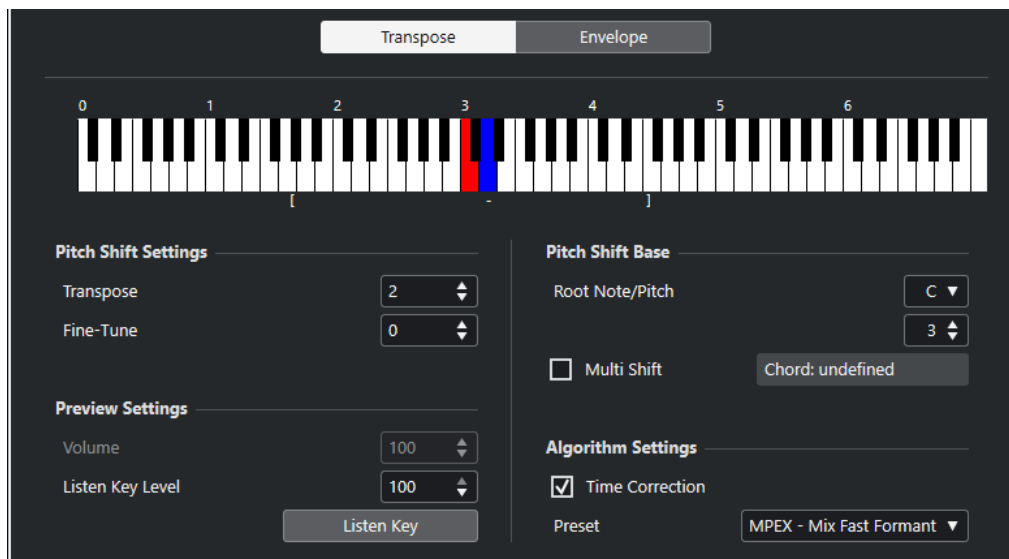 Transpose Envelope
0 1 2 3 4 5 6
[ - ]
Pitch Shift Settings
Transpose 2
Fine-Tune 0
Preview Settings
Volume 100
Listen Key Level 100
Listen Key
Pitch Shift Base
Root Note/Pitch C
3
Multi Shift Chord: undefined
Algorithm Settings
Time Correction
Preset MPEX - Mix Fast Formant